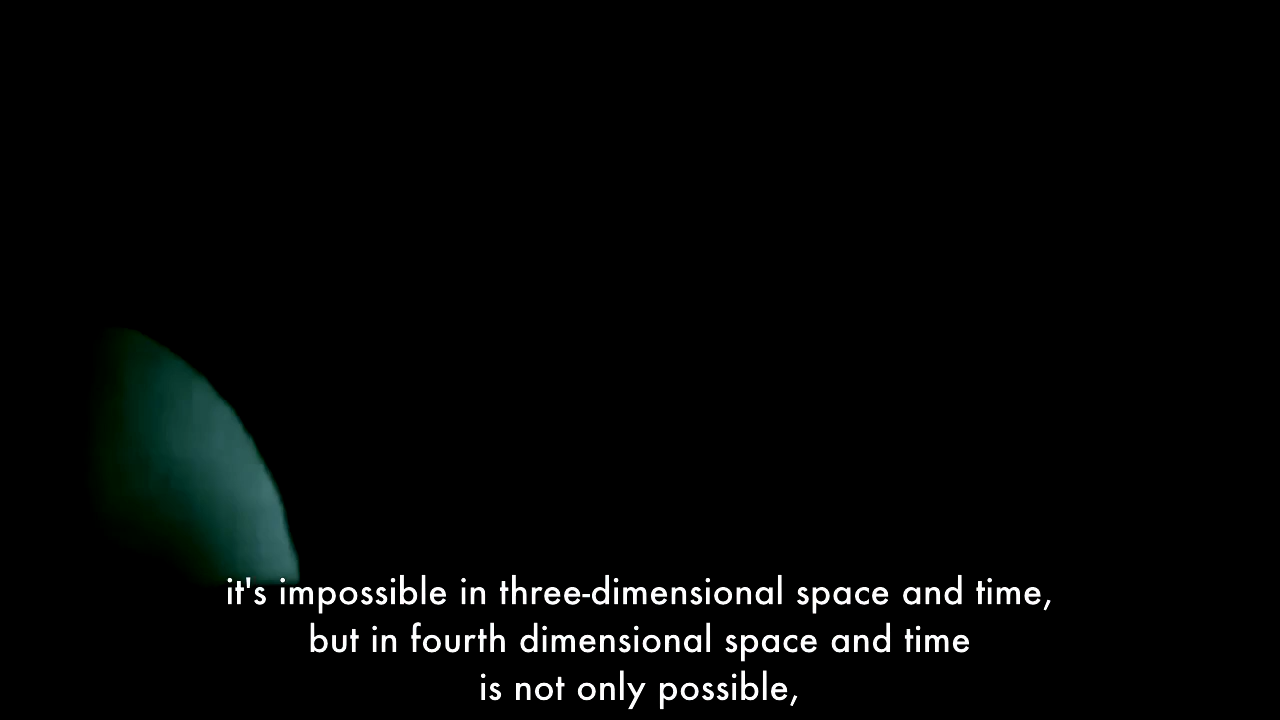 it's impossible in three-dimensional space and time,
but in fourth dimensional space and time
is not only possible,